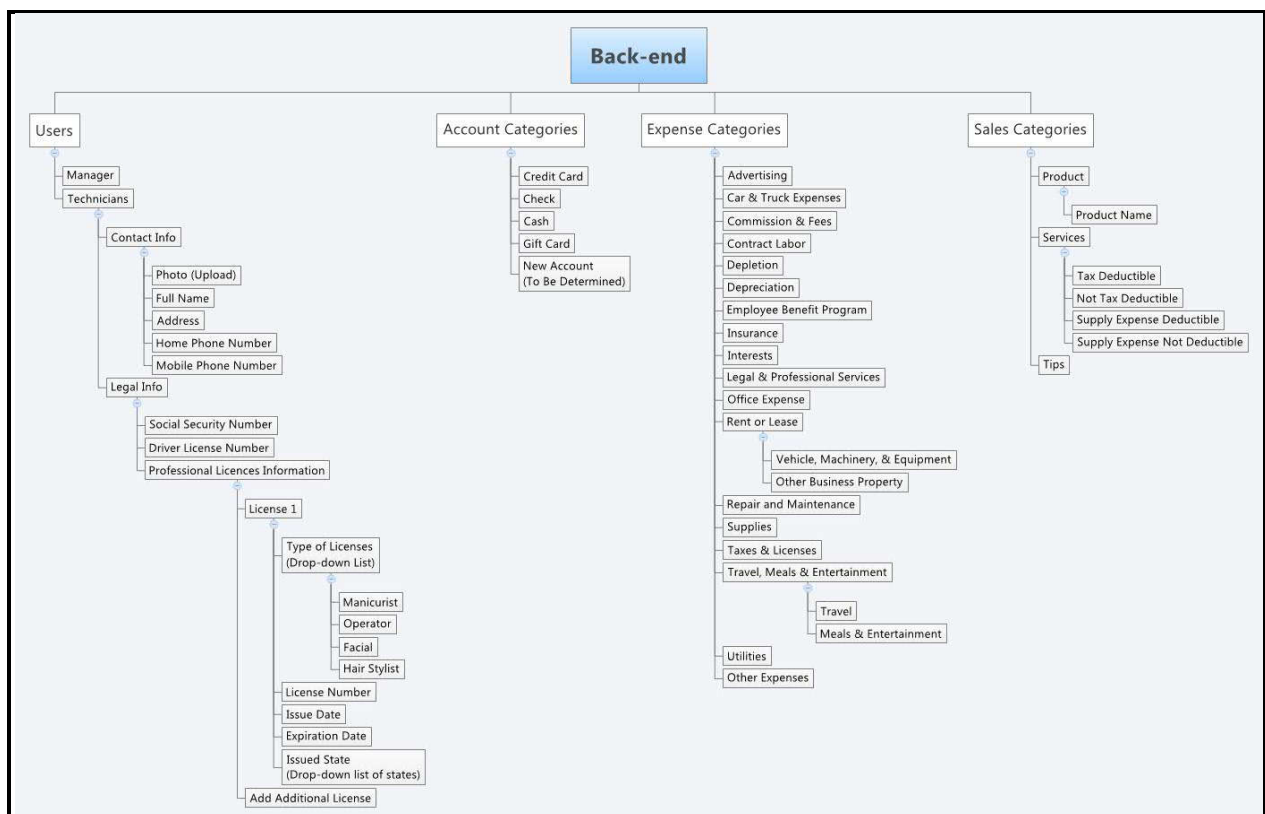 Back-end
Users
Manager
Technicians
Contact Info
Photo (Upload)
Full Name
Address
Home Phone Number
Mobile Phone Number
Legal Info
Social Security Number
Driver License Number
Professional Licences Information
License 1
Type of Licenses
(Drop-down List)
Manicurist
Operator
Facial
Hair Stylist
License Number
Issue Date
Expiration Date
Issued State
(Drop-down list of states)
Add Additional License
Account Categories
Credit Card
Check
Cash
Gift Card
New Account
(To Be Determined)
Expense Categories
Advertising
Car & Truck Expenses
Commission & Fees
Contract Labor
Depletion
Depreciation
Employee Benefit Program
Insurance
Interests
Legal & Professional Services
Office Expense
Rent or Lease
Vehicle, Machinery, & Equipment
Other Business Property
Repair and Maintenance
Supplies
Taxes & Licenses
Travel, Meals & Entertainment
Travel
Meals & Entertainment
Utilities
Other Expenses
Sales Categories
Product
Product Name
Services
Tax Deductible
Not Tax Deductible
Supply Expense Deductible
Supply Expense Not Deductible
Tips